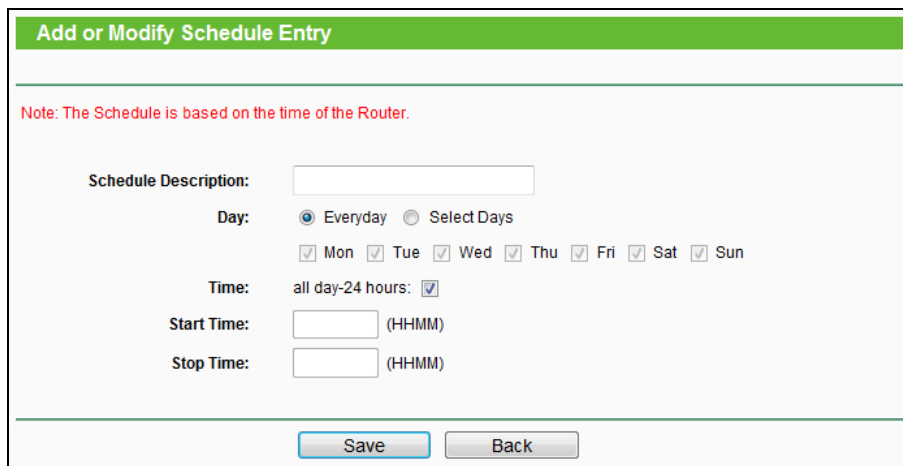 Add or Modify Schedule Entry
Note: The Schedule is based on the time of the Router.
Schedule Description:
Day: Everyday Select Days
Mon Tue Wed Thu Fri Sat Sun
Time: all day-24 hours:
Start Time: (HHMM)
Stop Time: (HHMM)
Save Back